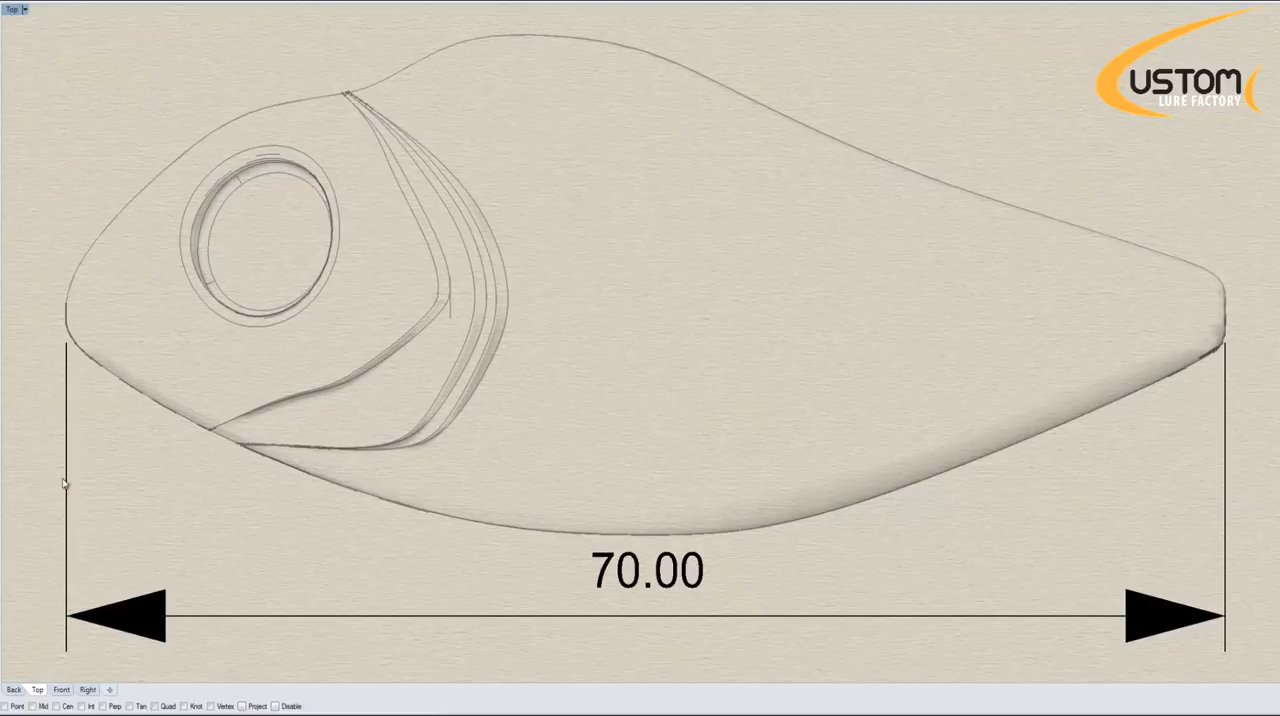 Top
USTOM
LURE FACTORY
70.00
Back Top Front Right
Point Mid Cen Int Perp Tan Quad Knot Vertex Project Disable